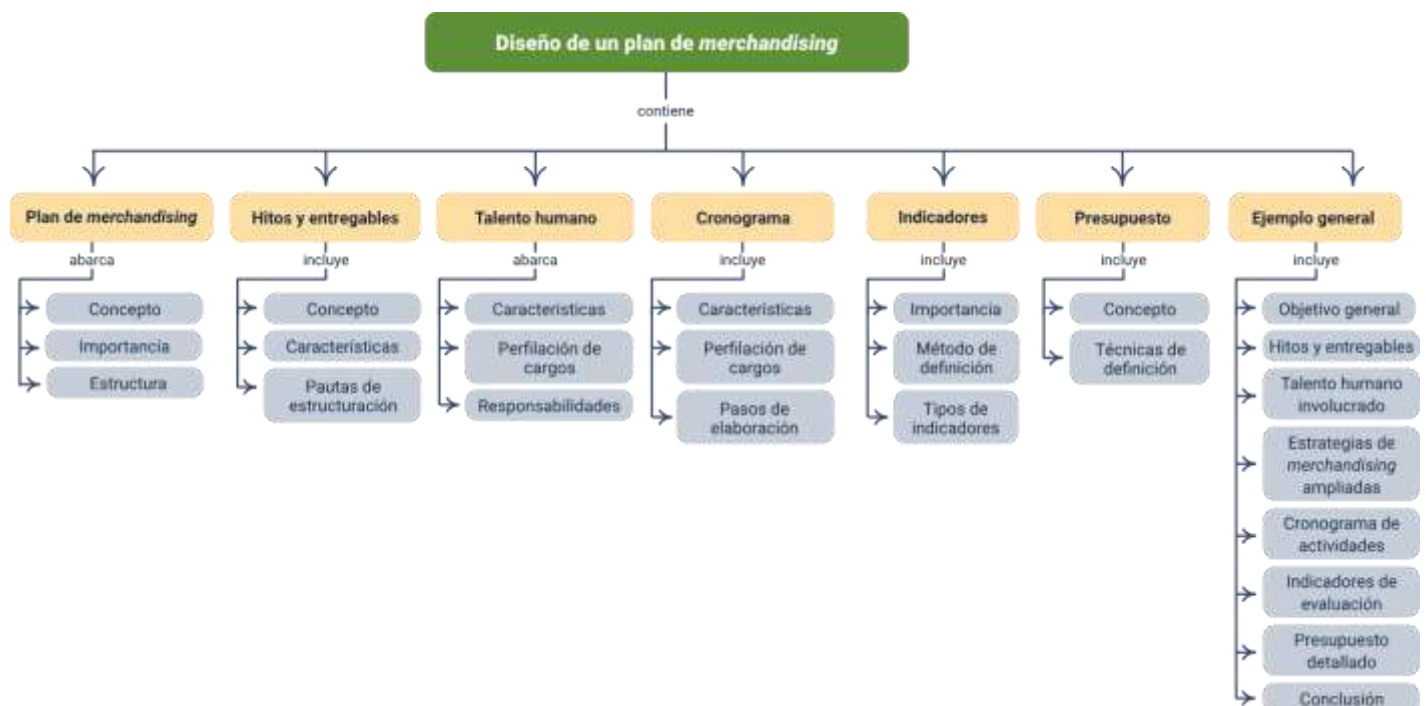 Diseño de un plan de merchandising
contiene
Plan de merchandising
abarca
Concepto
Importancia
Estructura
Hitos y entregables
incluye
Concepto
Características
Pautas de
estructuración
Talento humano
abarca
Características
Perfilación de
cargos
Responsabilidades
Cronograma
incluye
Características
Perfilación de
cargos
Pasos de
elaboración
Indicadores
incluye
Importancia
Método de
definición
Tipos de
indicadores
Presupuesto
incluye
Concepto
Técnicas de
definición
Ejemplo general
incluye
Objetivo general
Hitos y entregables
Talento humano
involucrado
Estrategias de
merchandising
ampliadas
Cronograma de
actividades
Indicadores de
evaluación
Presupuesto
detallado
Conclusión